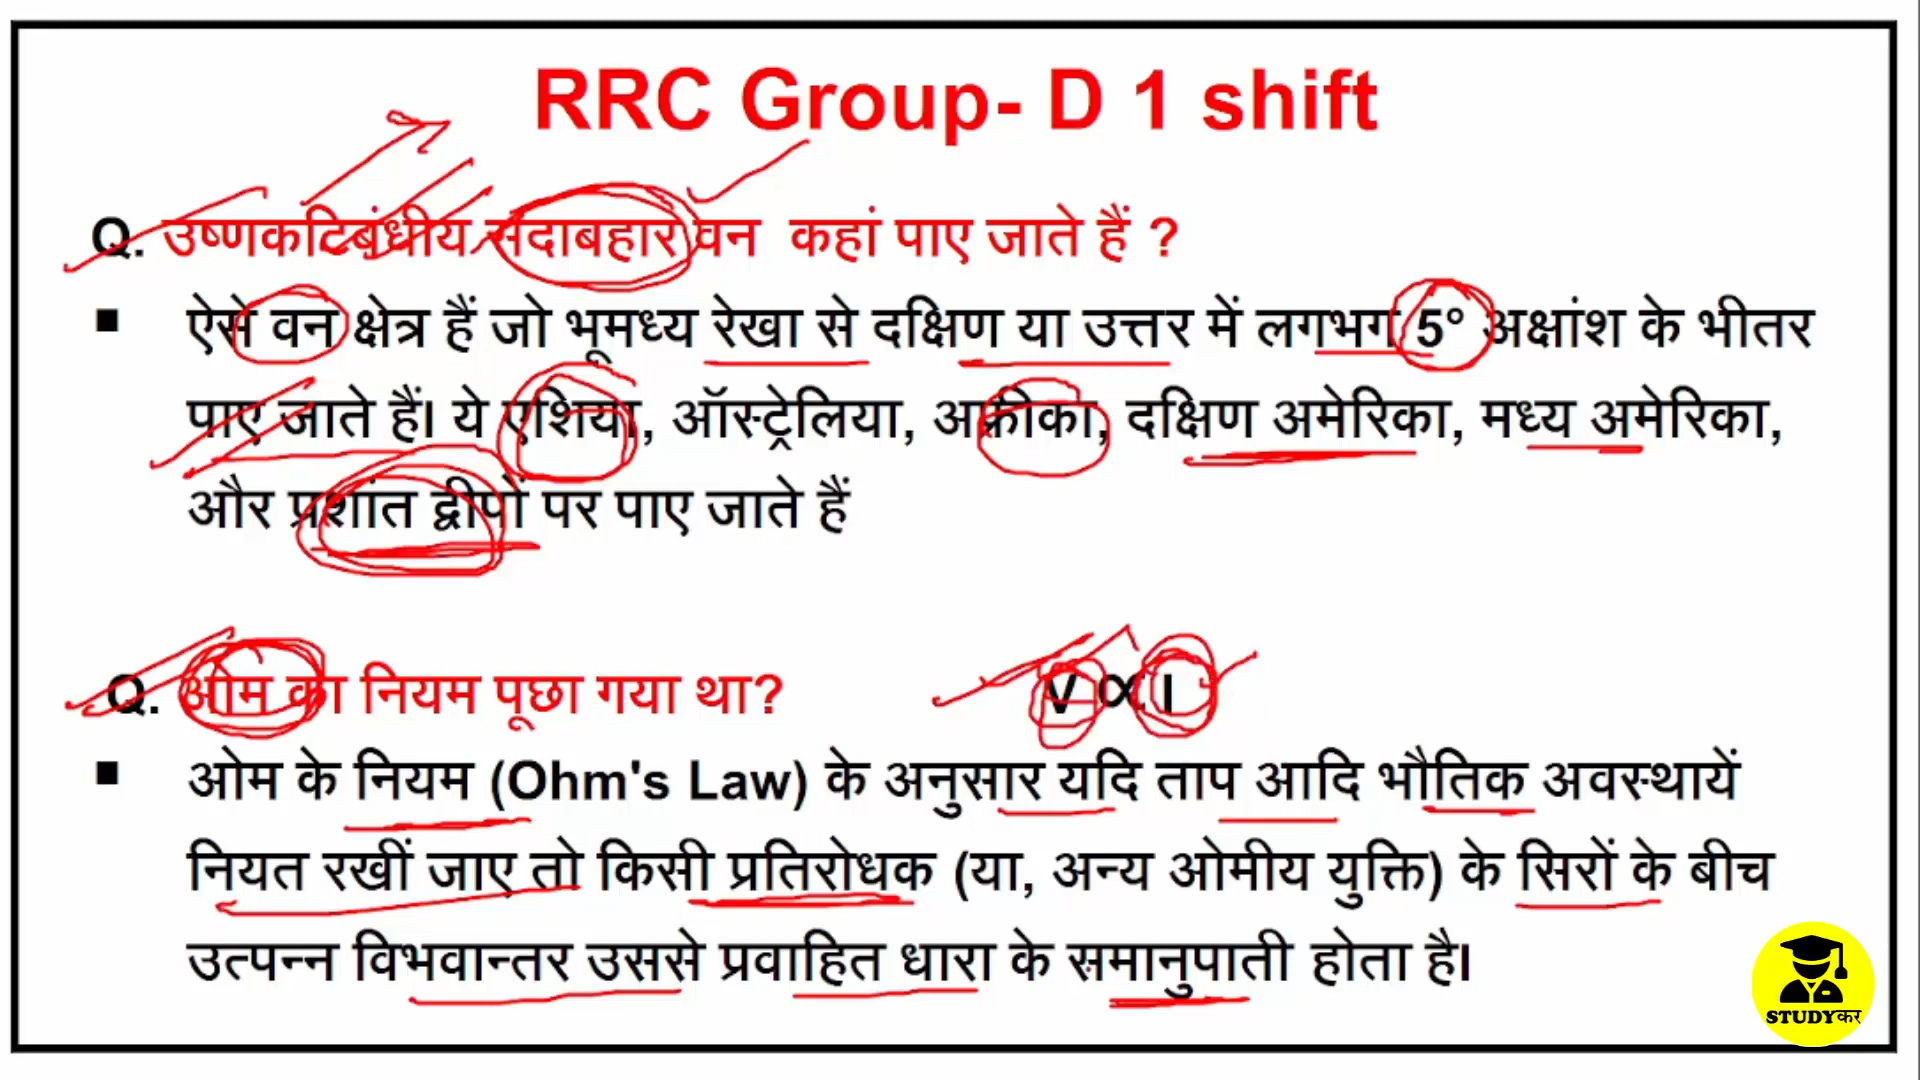 RRC Group- D 1 shift
Q. उष्णकटिबंधीय सदाबहार वन कहां पाए जाते हैं ?
▪ ऐसे वन क्षेत्र हैं जो भूमध्य रेखा से दक्षिण या उत्तर में लगभग 5° अक्षांश के भीतर
पाए जाते हैं। ये एशिया, ऑस्ट्रेलिया, अफ्रीका, दक्षिण अमेरिका, मध्य अमेरिका,
और प्रशांत द्वीपों पर पाए जाते हैं
Q. ओम का नियम पूछा गया था? V ∝ I
▪ ओम के नियम (Ohm's Law) के अनुसार यदि ताप आदि भौतिक अवस्थायें
नियत रखीं जाए तो किसी प्रतिरोधक (या, अन्य ओमीय युक्ति) के सिरों के बीच
उत्पन्न विभवान्तर उससे प्रवाहित धारा के समानुपाती होता है।
STUDYकर